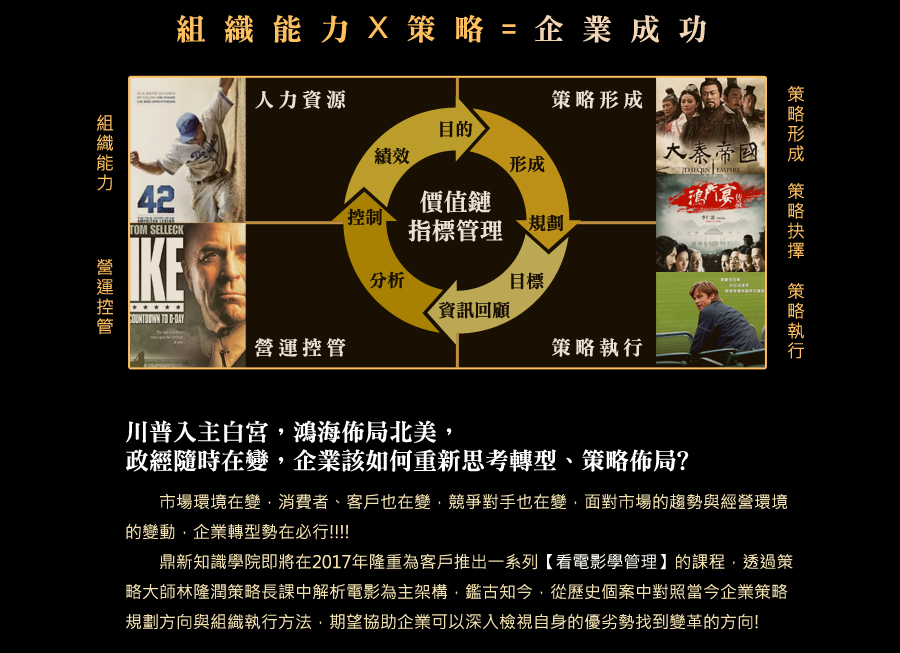 組織能力X策略=企業成功
組織能力
營運控管
人力資源
策略形成
營運控管
策略執行
目的
形成
規劃
目標
資訊回顧
分析
控制
績效
價值鏈
指標管理
42
TOM SELLECK
IKE
COUNTDOWN TO D-DAY
大秦帝國
THE QIN EMPIRE
鴻門宴
傳奇
策略形成
策略抉擇
策略執行
川普入主白宮，鴻海佈局北美，
政經隨時在變，企業該如何重新思考轉型、策略佈局?
市場環境在變，消費者、客戶也在變，競爭對手也在變，面對市場的趨勢與經營環境
的變動，企業轉型勢在必行!!!!
鼎新知識學院即將在2017年隆重為客戶推出一系列【看電影學管理】的課程，透過策
略大師林隆潤策略長課中解析電影為主架構，鑑古知今，從歷史個案中對照當今企業策略
規劃方向與組織執行方法，期望協助企業可以深入檢視自身的優劣勢找到變革的方向!